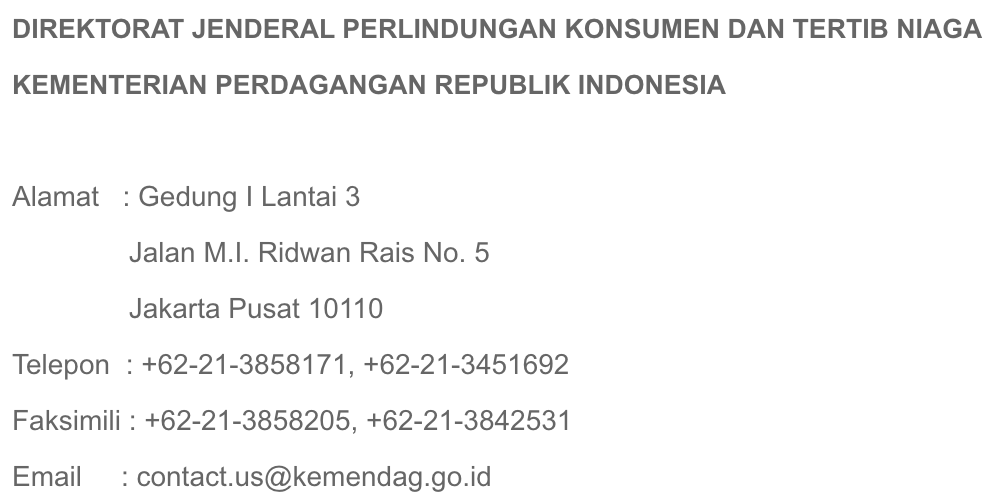 DIREKTORAT JENDERAL PERLINDUNGAN KONSUMEN DAN TERTIB NIAGA
KEMENTERIAN PERDAGANGAN REPUBLIK INDONESIA
Alamat : Gedung I Lantai 3
Jalan M.I. Ridwan Rais No. 5
Jakarta Pusat 10110
Telepon : +62-21-3858171, +62-21-3451692
Faksimili : +62-21-3858205, +62-21-3842531
Email : contact.us@kemendag.go.id